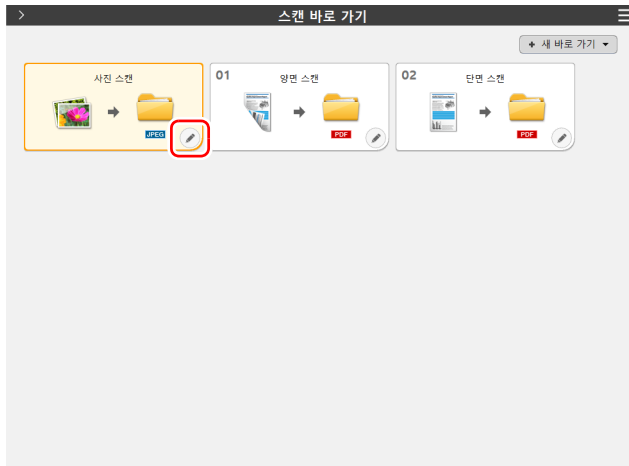 스캔 바로 가기
+ 새 바로 가기
사진 스캔
JPEG
01 양면 스캔
PDF
02 단면 스캔
PDF